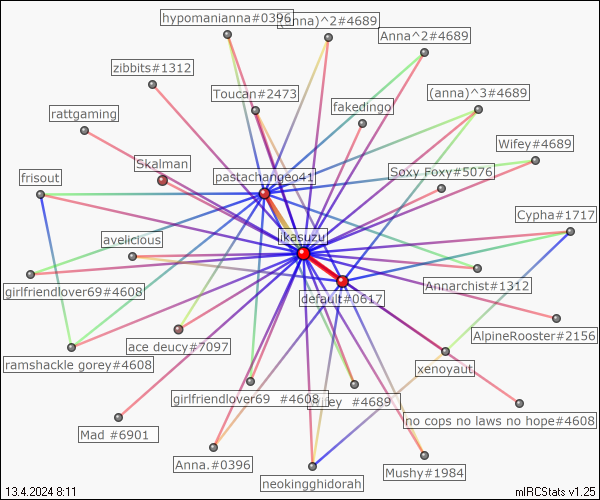 hypomanianna#0396
(anna)^2#4689
Anna^2#4689
zibbits#1312
Toucan#2473
(anna)^3#4689
fakedingo
rattgaming
Wifey#4689
Skalman
pastachangeo41
Soxy Foxy#5076
frisout
Cypha#1717
ikasuzu
avelicious
Annarchist#1312
girlfriendlover69#4608
default#0617
AlpineRooster#2156
ace deucy#7097
ramshackle gorey#4608
xenoyaut
girlfriendlover69 #4608
#4689
no cops no laws no hope#4608
Mad #6901
Anna.#0396
Mushy#1984
neokingghidorah
13.4.2024 8:11
mIRCStats v1.25